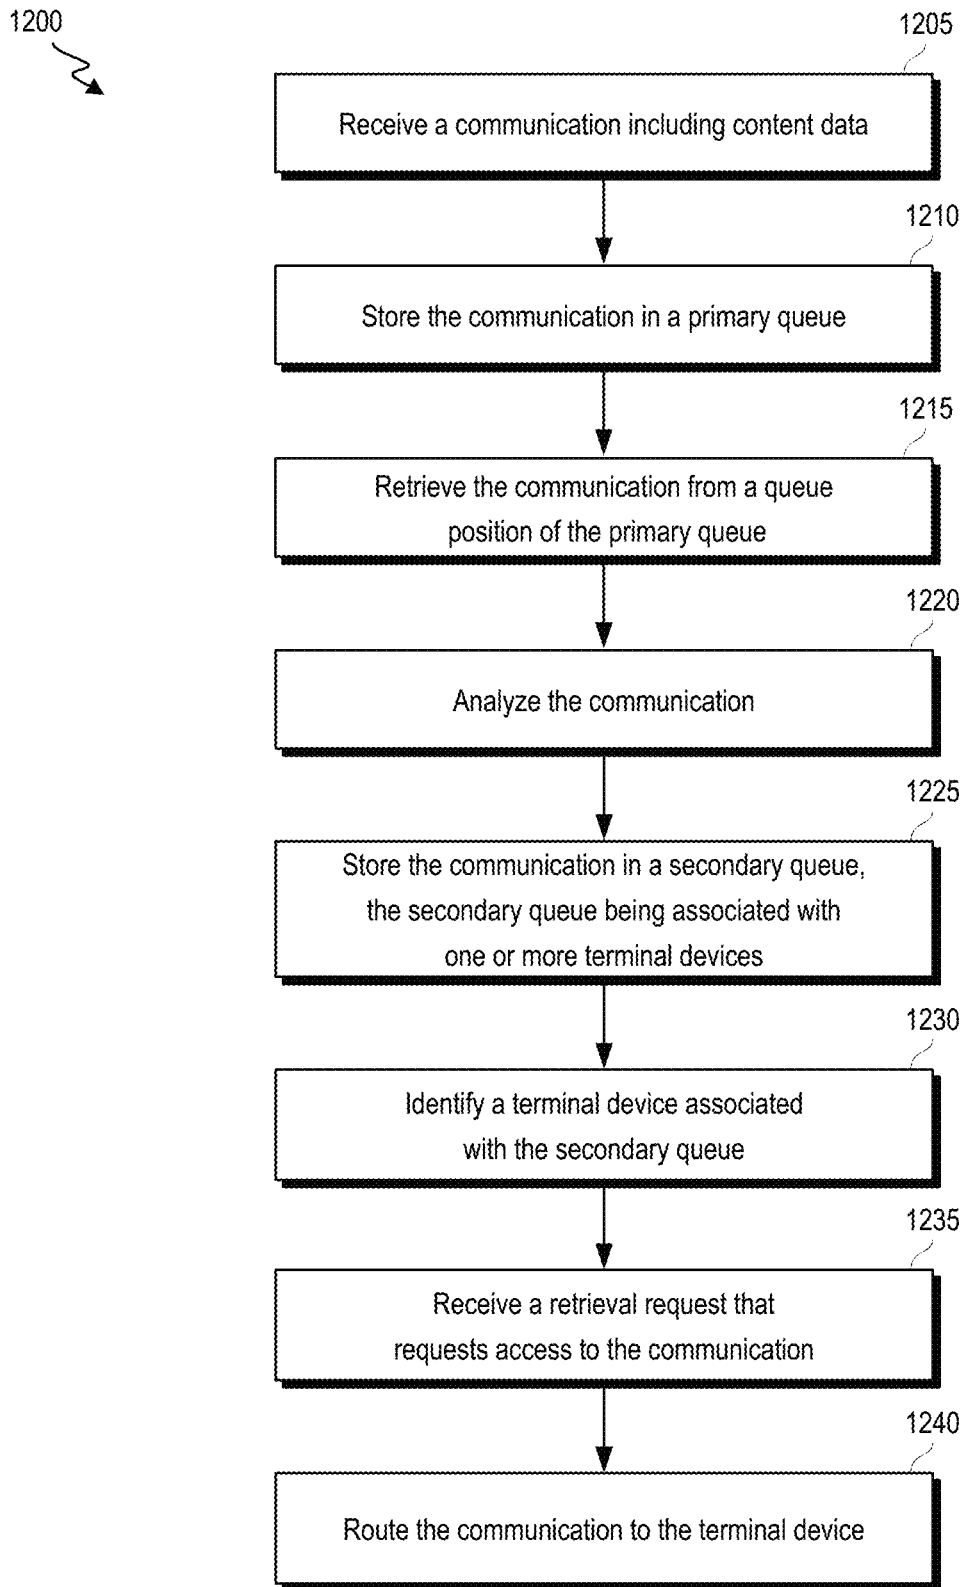 1200
1205
Receive a communication including content data
1210
Store the communication in a primary queue
1215
Retrieve the communication from a queue
position of the primary queue
1220
Analyze the communication
1225
Store the communication in a secondary queue,
the secondary queue being associated with
one or more terminal devices
1230
Identify a terminal device associated
with the secondary queue
1235
Receive a retrieval request that
requests access to the communication
1240
Route the communication to the terminal device